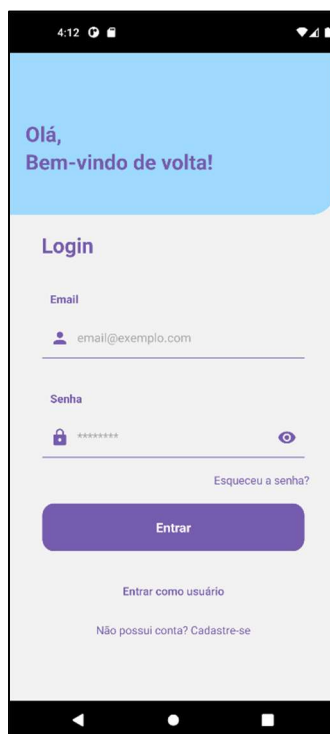 4:12
Olá,
Bem-vindo de volta!
Login
Email
email@exemplo.com
Senha
********
Esqueceu a senha?
Entrar
Entrar como usuário
Não possui conta? Cadastre-se